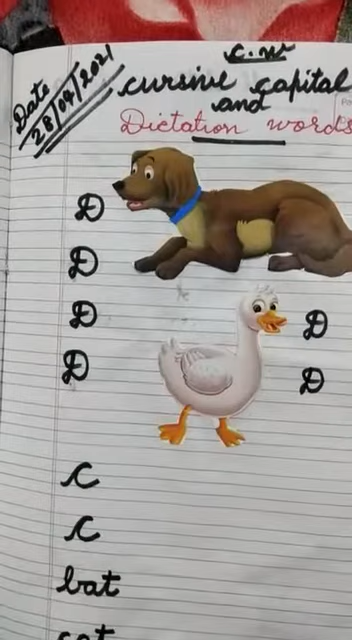 c.w
Date
28/04/2021
cursive capital
and
Dictation words
D
D
D
D
D
D
C
C
bat